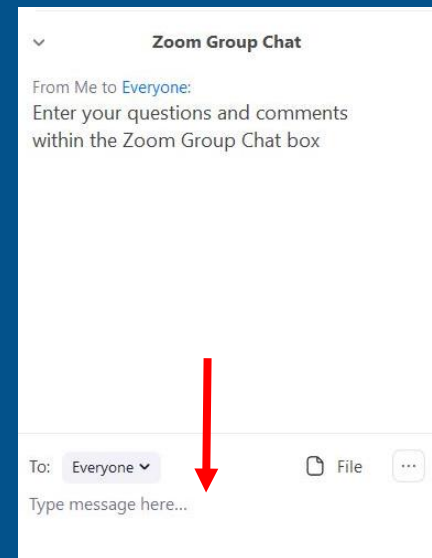 Zoom Group Chat
From Me to Everyone:
Enter your questions and comments
within the Zoom Group Chat box
To: Everyone File ...
Type message here...